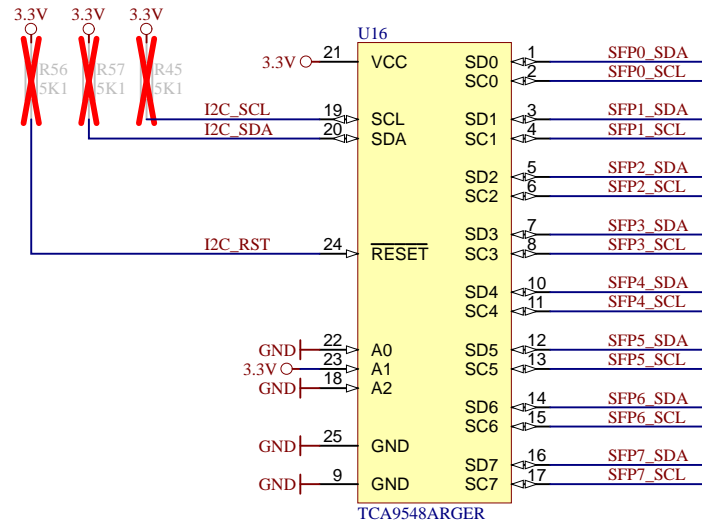 3.3V 3.3V 3.3V
U16
R56 R57 R45
5K1 5K1 5K1
3.3V 21 VCC SD0 1 SFP0_SDA
SC0 2 SFP0_SCL
I2C_SCL 19 SCL SD1 3 SFP1_SDA
I2C_SDA 20 SDA SC1 4 SFP1_SCL
SD2 5 SFP2_SDA
SC2 6 SFP2_SCL
SD3 7 SFP3_SDA
I2C_RST 24 RESET SC3 8 SFP3_SCL
SD4 10 SFP4_SDA
SC4 11 SFP4_SCL
GND 22 A0 SD5 12 SFP5_SDA
3.3V 23 A1 SC5 13 SFP5_SCL
GND 18 A2
SD6 14 SFP6_SDA
SC6 15 SFP6_SCL
GND 25 GND
SD7 16 SFP7_SDA
GND 9 GND SC7 17 SFP7_SCL
TCA9548ARGER